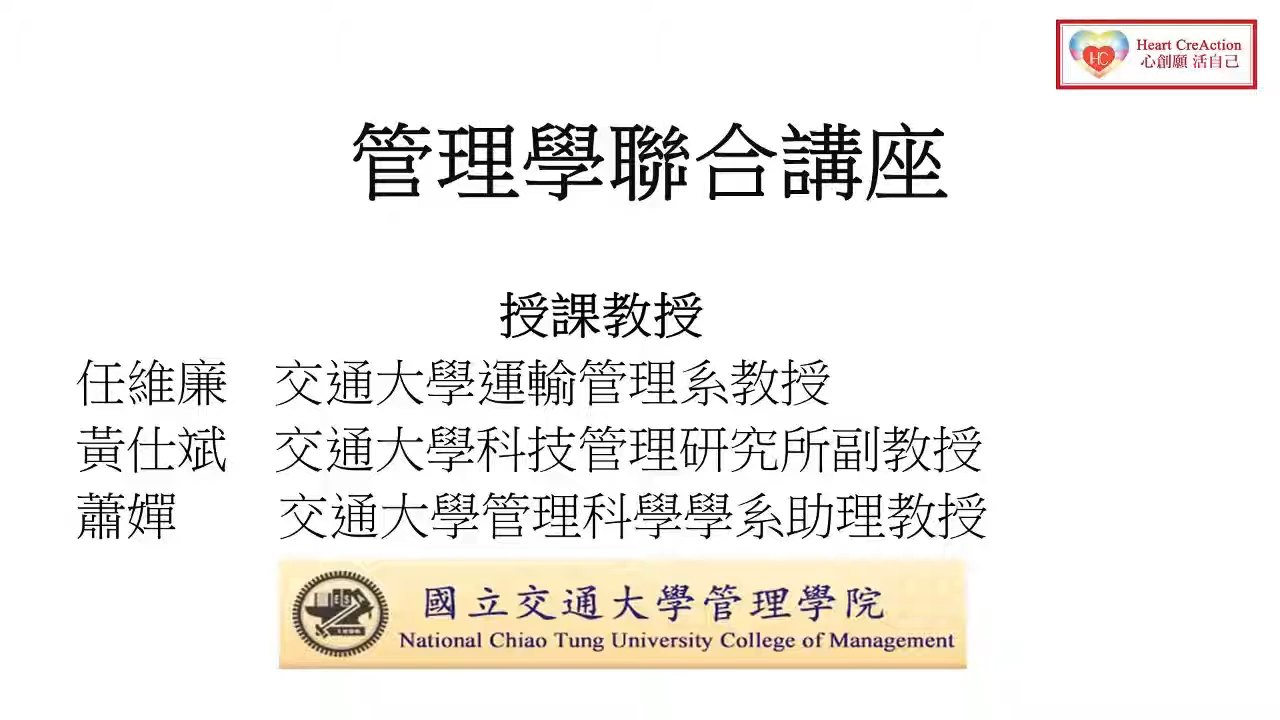 Heart CreAction
心創願 活自己
HC
管理學聯合講座
授課教授
任維廉 交通大學運輸管理系教授
黃仕斌 交通大學科技管理研究所副教授
蕭嬋 交通大學管理科學學系助理教授
國立交通大學管理學院
National Chiao Tung University College of Management
1896